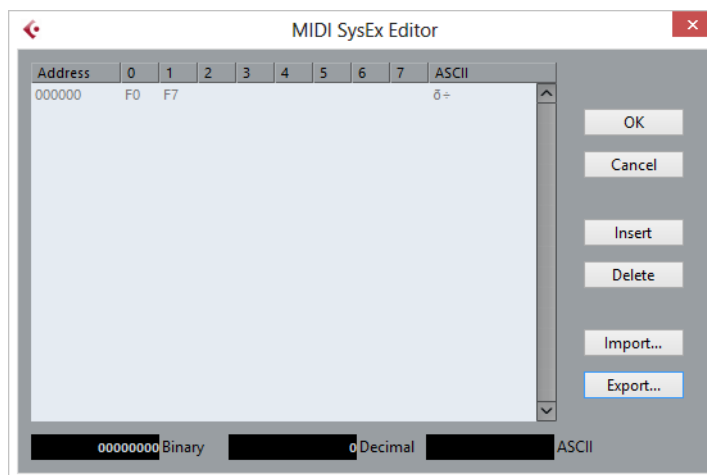 MIDI SysEx Editor
Address 0 1 2 3 4 5 6 7 ASCII
000000 F0 F7 ð÷
OK
Cancel
Insert
Delete
Import...
Export...
00000000 Binary 0 Decimal ASCII